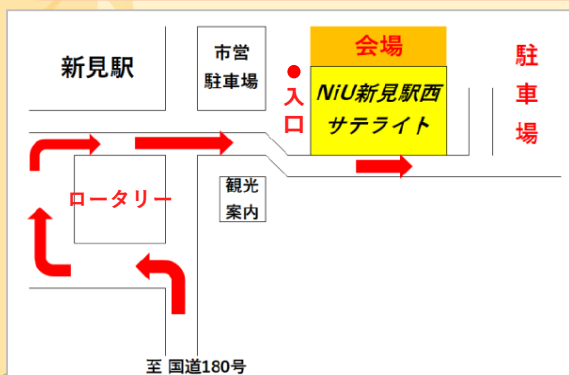 新見駅
市営
駐車場
会場
●
入
口
NiU新見駅西
サテライト
駐
車
場
ロータリー
観光
案内
至 国道180号